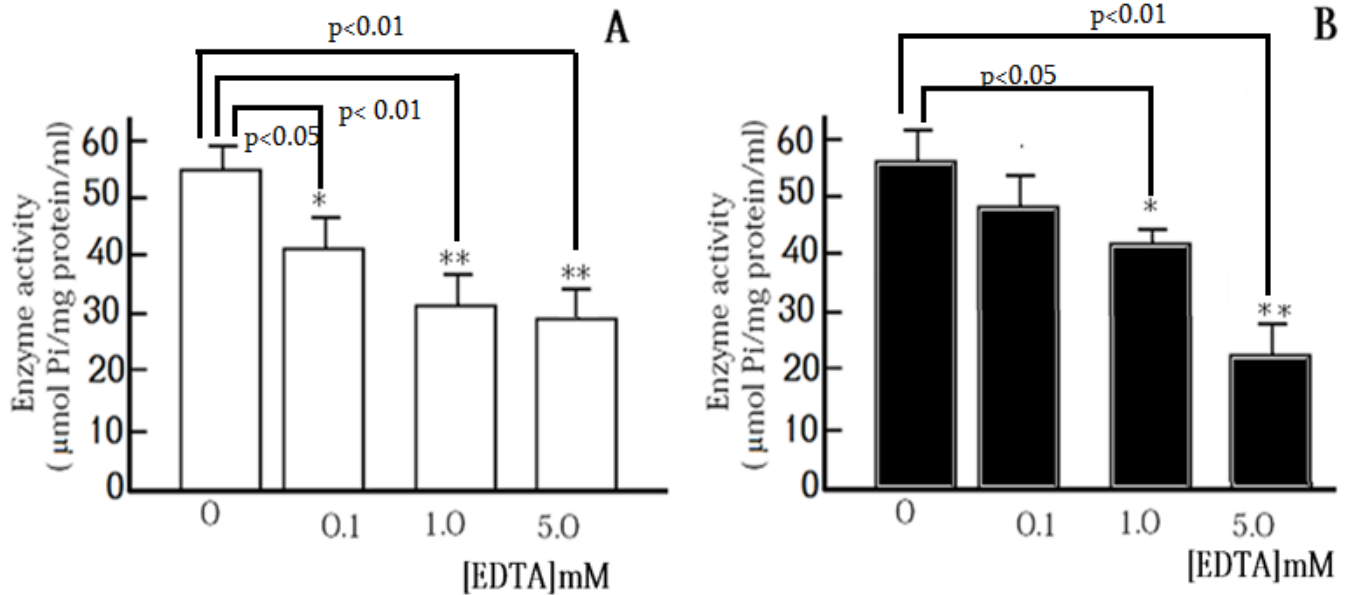 p<0.01
A
p< 0.01
p<0.05
Enzyme activity
( μmol Pi/mg protein/ml)
60
50
40
30
20
10
0
*
**
**
0
0.1
1.0
5.0
[EDTA]mM
p<0.01
B
p<0.05
Enzyme activity
( μmol Pi/mg protein/ml)
60
50
40
30
20
10
0
*
**
0
0.1
1.0
5.0
[EDTA]mM